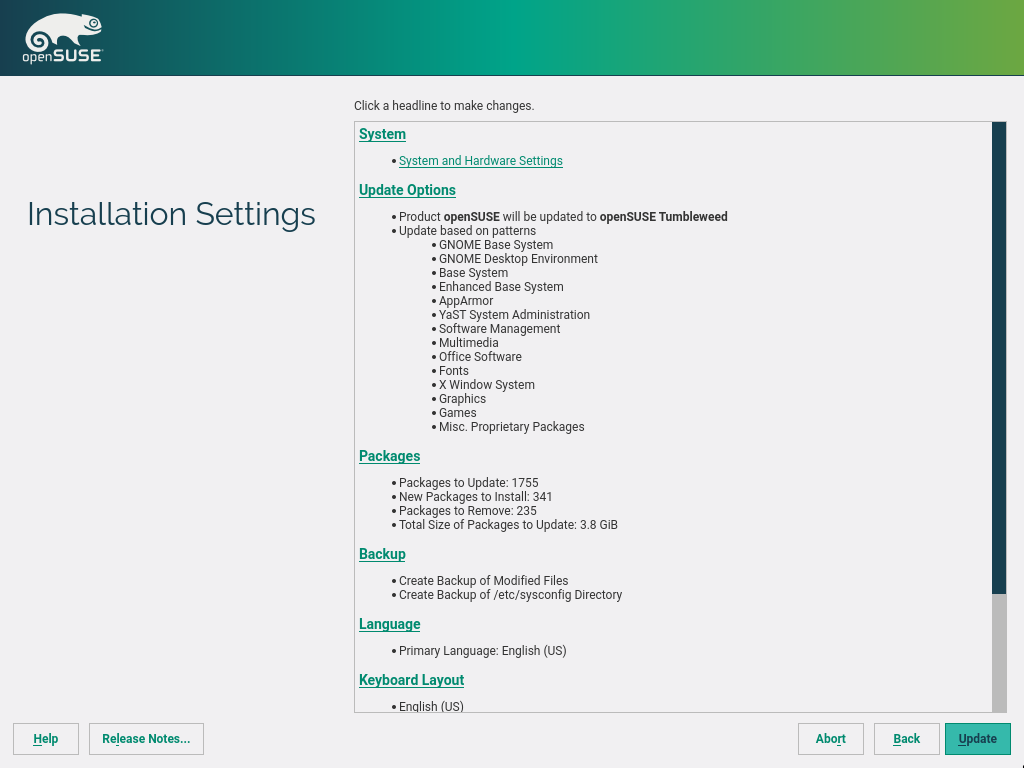 openSUSE
Click a headline to make changes.
Installation Settings
System
• System and Hardware Settings
Update Options
• Product openSUSE will be updated to openSUSE Tumbleweed
• Update based on patterns
• GNOME Base System
• GNOME Desktop Environment
• Base System
• Enhanced Base System
• AppArmor
• YaST System Administration
• Software Management
• Multimedia
• Office Software
• Fonts
• X Window System
• Graphics
• Games
• Misc. Proprietary Packages
Packages
• Packages to Update: 1755
• New Packages to Install: 341
• Packages to Remove: 235
• Total Size of Packages to Update: 3.8 GiB
Backup
• Create Backup of Modified Files
• Create Backup of /etc/sysconfig Directory
Language
• Primary Language: English (US)
Keyboard Layout
• English (US)
Help
Release Notes...
Abort
Back
Update